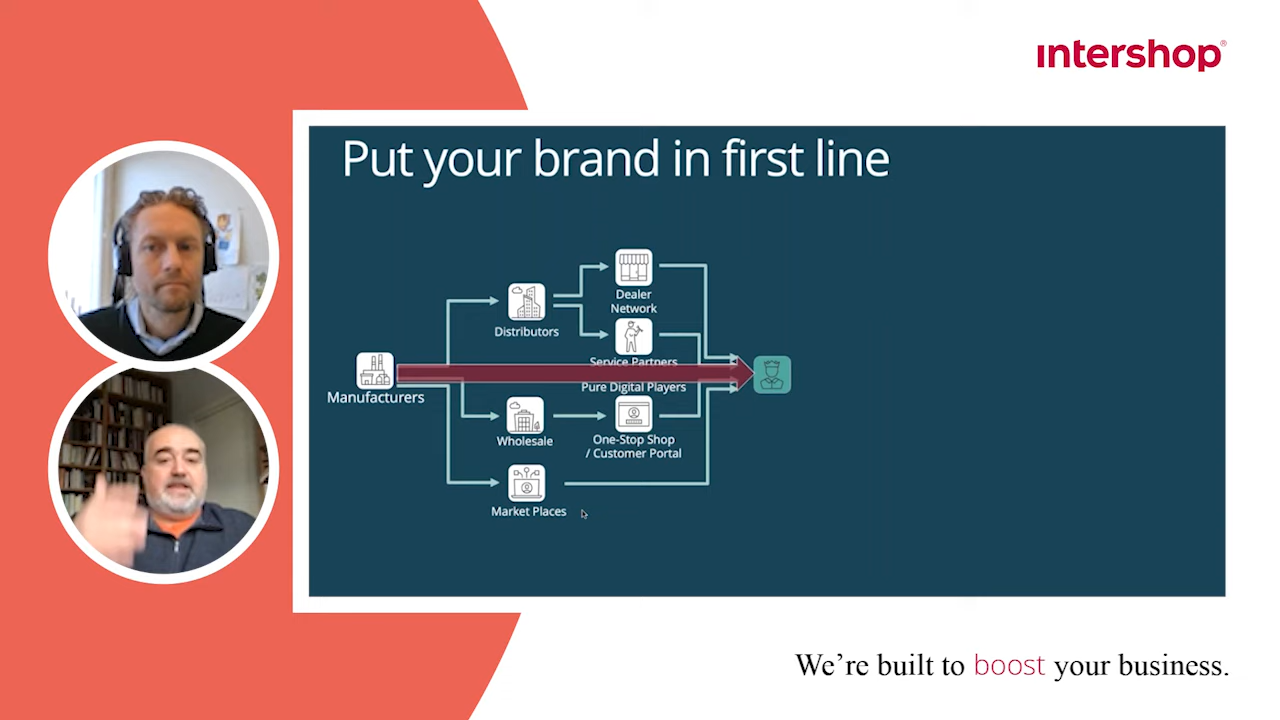 ıntershop®
Put your brand in first line
Dealer
Network
Distributors
Service Partners
Manufacturers
Pure Digital Players
Wholesale
One-Stop Shop
/ Customer Portal
Market Places
We’re built to boost your business.